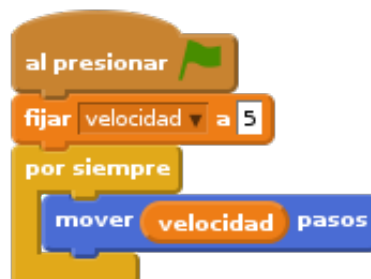 al presionar
fijar velocidad a 5
por siempre
mover velocidad pasos